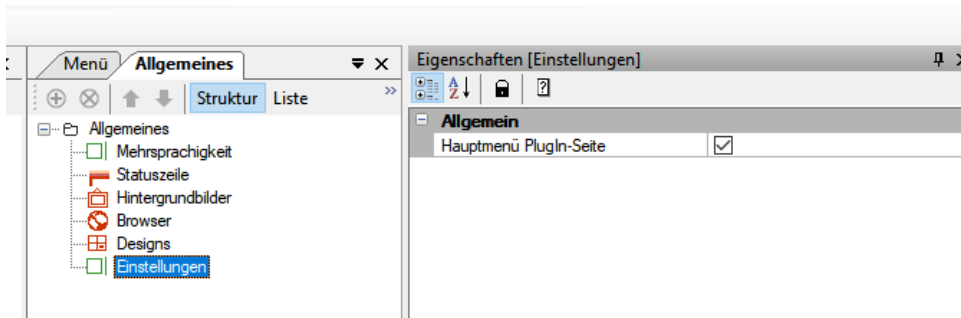 Menü Allgemeines
Struktur Liste
Allgemeines
Mehrsprachigkeit
Statuszeile
Hintergrundbilder
Browser
Designs
Einstellungen
Eigenschaften [Einstellungen]
Allgemein
Hauptmenü PlugIn-Seite